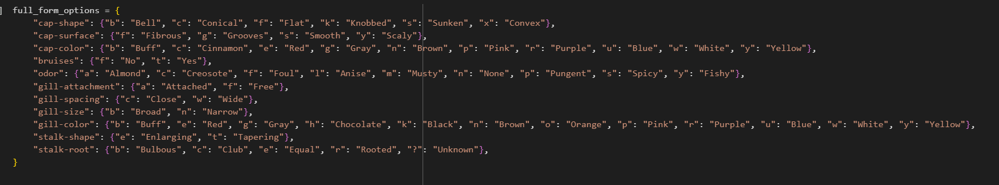 ] full_form_options = {
"cap-shape": {"b": "Bell", "c": "Conical", "f": "Flat", "k": "Knobbed", "s": "Sunken", "x": "Convex"},
"cap-surface": {"f": "Fibrous", "g": "Grooves", "s": "Smooth", "y": "Scaly"},
"cap-color": {"b": "Buff", "c": "Cinnamon", "e": "Red", "g": "Gray", "n": "Brown", "p": "Pink", "r": "Purple", "u": "Blue", "w": "White", "y": "Yellow"},
"bruises": {"f": "No", "t": "Yes"},
"odor": {"a": "Almond", "c": "Creosote", "f": "Foul", "l": "Anise", "m": "Musty", "n": "None", "p": "Pungent", "s": "Spicy", "y": "Fishy"},
"gill-attachment": {"a": "Attached", "f": "Free"},
"gill-spacing": {"c": "Close", "w": "Wide"},
"gill-size": {"b": "Broad", "n": "Narrow"},
"gill-color": {"b": "Buff", "e": "Red", "g": "Gray", "h": "Chocolate", "k": "Black", "n": "Brown", "o": "Orange", "p": "Pink", "r": "Purple", "u": "Blue", "w": "White", "y": "Yellow"},
"stalk-shape": {"e": "Enlarging", "t": "Tapering"},
"stalk-root": {"b": "Bulbous", "c": "Club", "e": "Equal", "r": "Rooted", "?": "Unknown"},
}